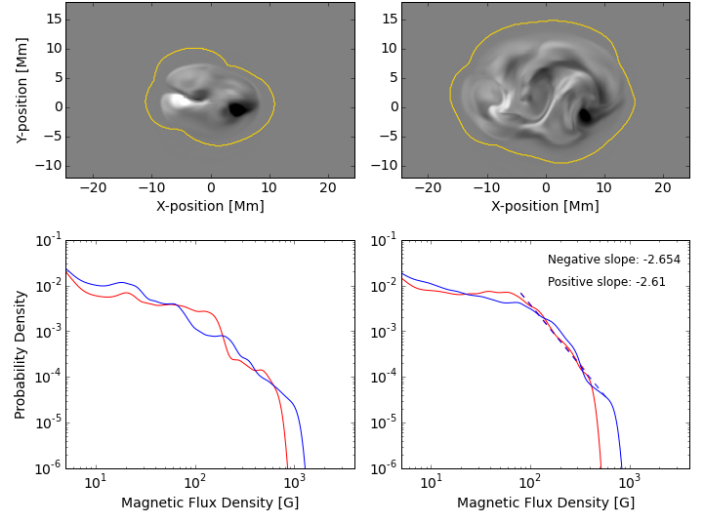 Y-position [Mm]
15
10
5
0
−5
−10
−20 −10 0 10 20
X-position [Mm]
15
10
5
0
−5
−10
−20 −10 0 10 20
X-position [Mm]
Probability Density
10^-1
10^-2
10^-3
10^-4
10^-5
10^-6
10^1 10^2 10^3
Magnetic Flux Density [G]
10^-1
10^-2
10^-3
10^-4
10^-5
10^-6
Negative slope: -2.654
Positive slope: -2.61
10^1 10^2 10^3
Magnetic Flux Density [G]